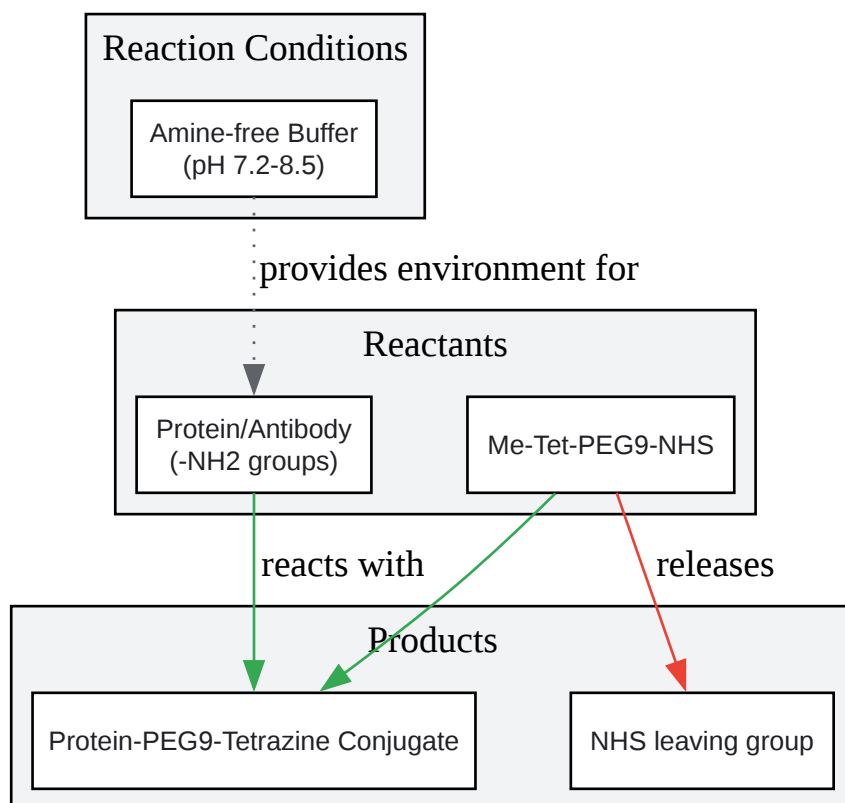 Reaction Conditions
Amine-free Buffer
(pH 7.2-8.5)
provides environment for
Reactants
Protein/Antibody
(-NH2 groups)
Me-Tet-PEG9-NHS
reacts with
releases
Products
Protein-PEG9-Tetrazine Conjugate
NHS leaving group